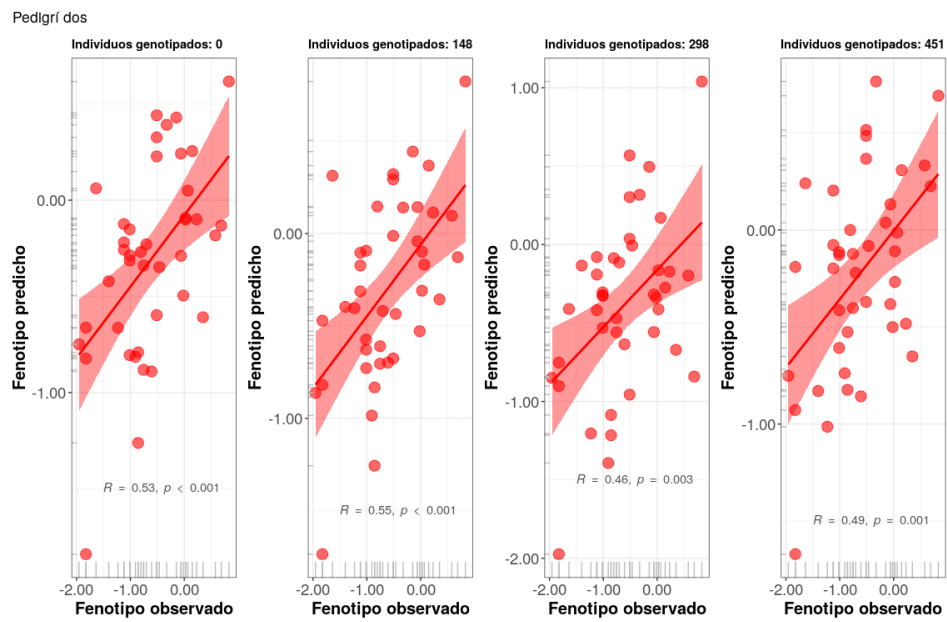 Pedigrí dos
Individuos genotipados: 0
Individuos genotipados: 148
Individuos genotipados: 298
Individuos genotipados: 451
Fenotipo predicho
0.00
-1.00
R = 0.53, p < 0.001
-2.00
-1.00
0.00
Fenotipo observado
Fenotipo predicho
0.00
-1.00
R = 0.55, p < 0.001
-2.00
-1.00
0.00
Fenotipo observado
Fenotipo predicho
1.00
0.00
-1.00
-2.00
R = 0.46, p = 0.003
-2.00
-1.00
0.00
Fenotipo observado
Fenotipo predicho
0.00
-1.00
R = 0.49, p = 0.001
-2.00
-1.00
0.00
Fenotipo observado